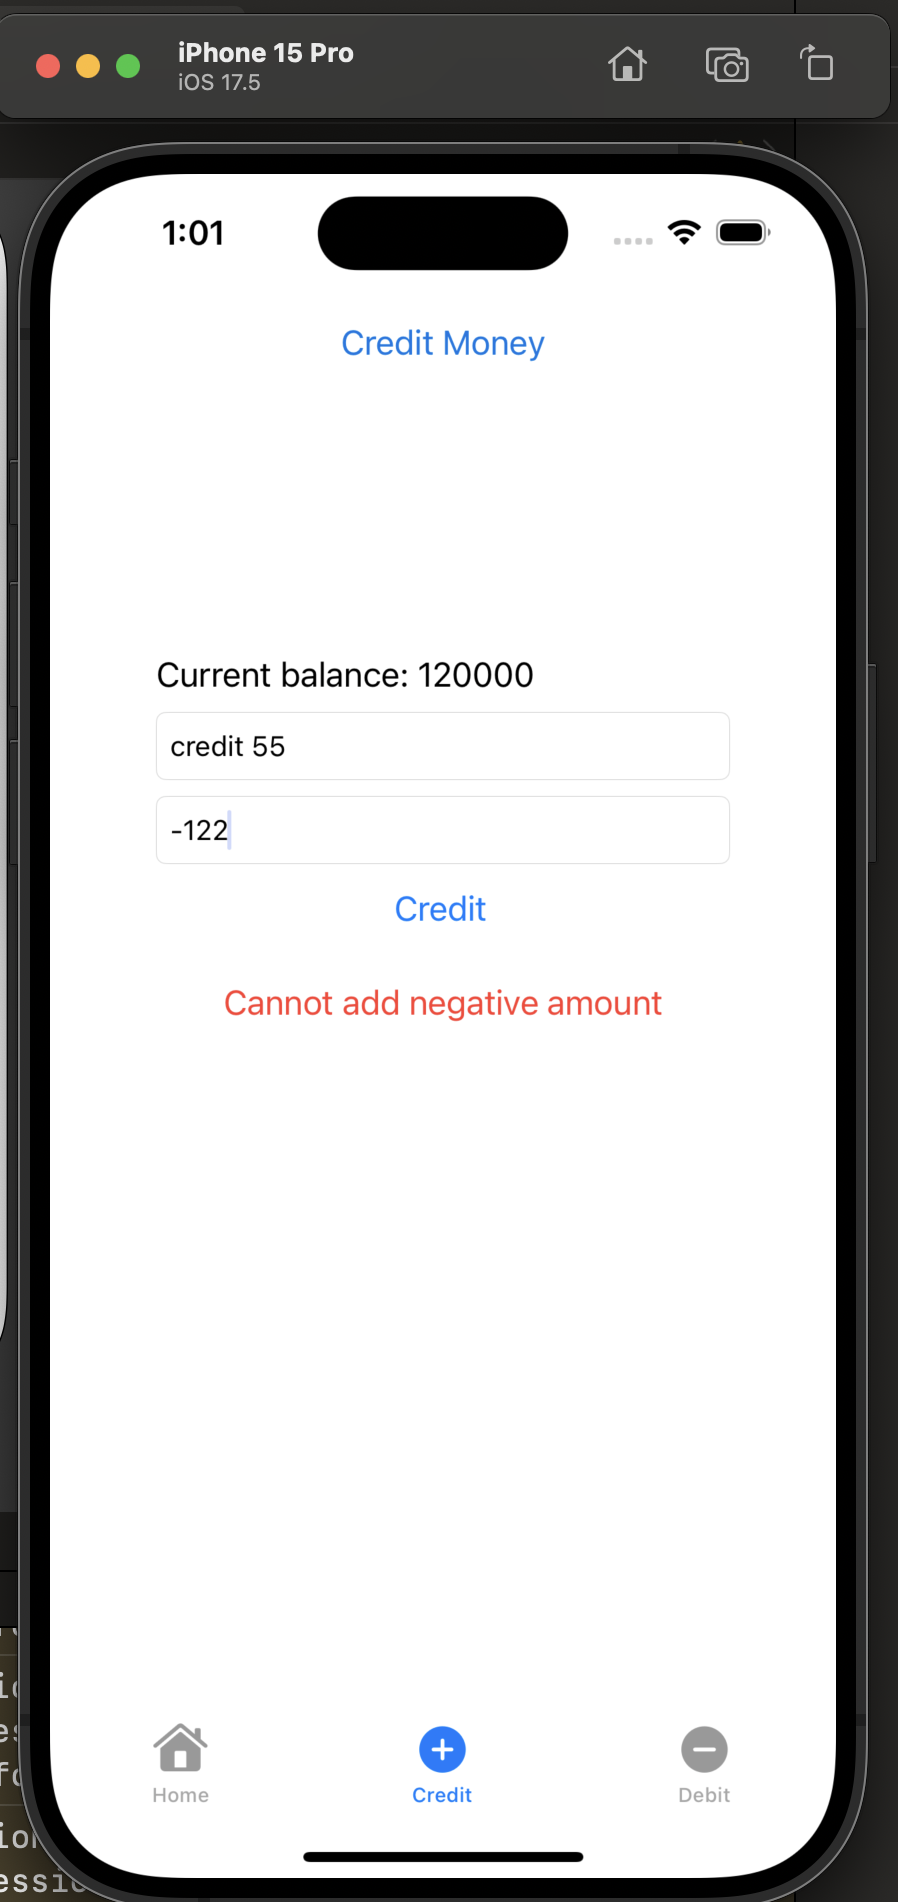 iPhone 15 Pro
iOS 17.5
1:01
Credit Money
Current balance: 120000
credit 55
-122
Credit
Cannot add negative amount
Home
Credit
Debit